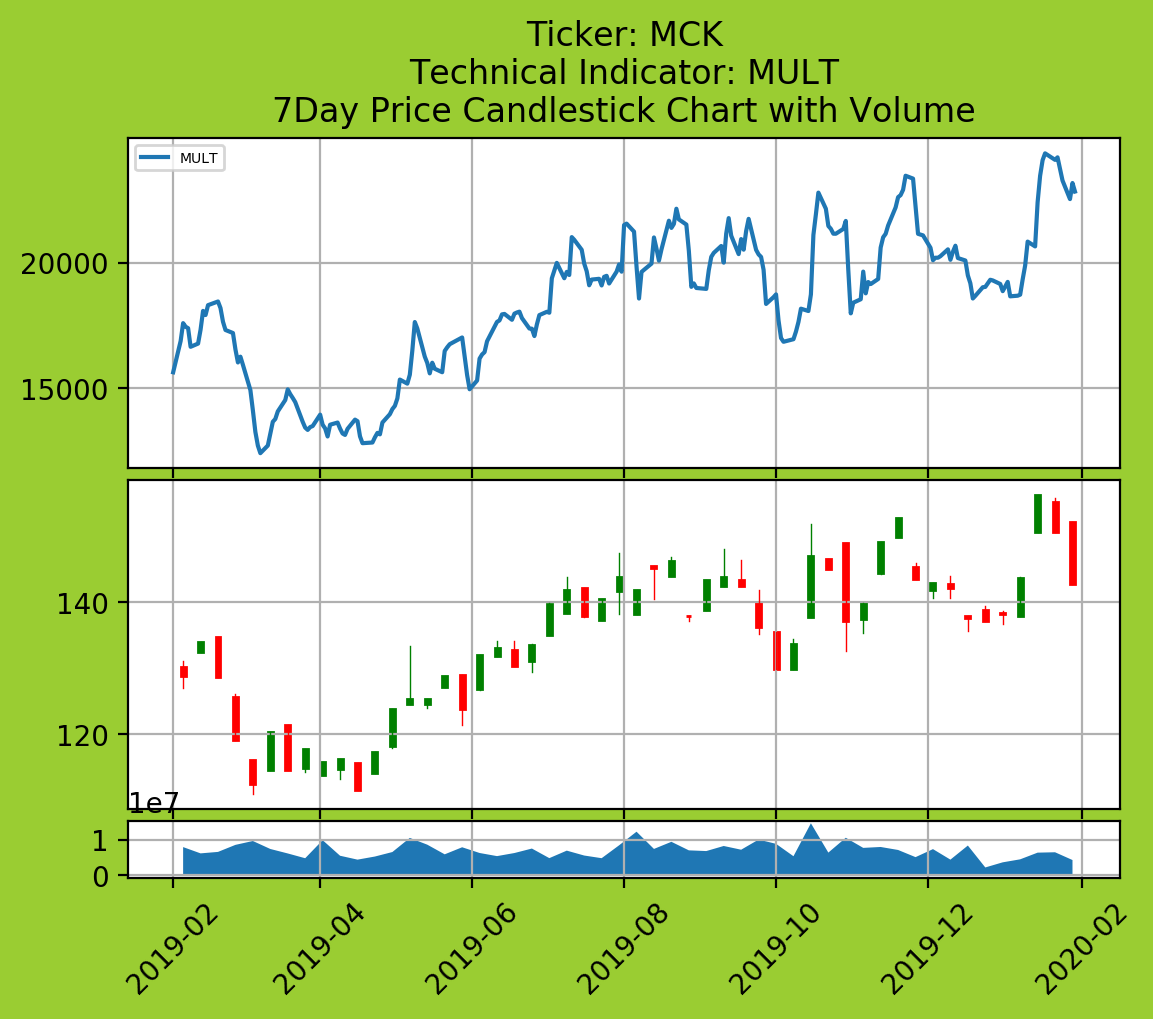 Ticker: MCK
Technical Indicator: MULT
7Day Price Candlestick Chart with Volume
MULT
20000
15000
140
120
1e7
1
0
2019-02
2019-04
2019-06
2019-08
2019-10
2019-12
2020-02